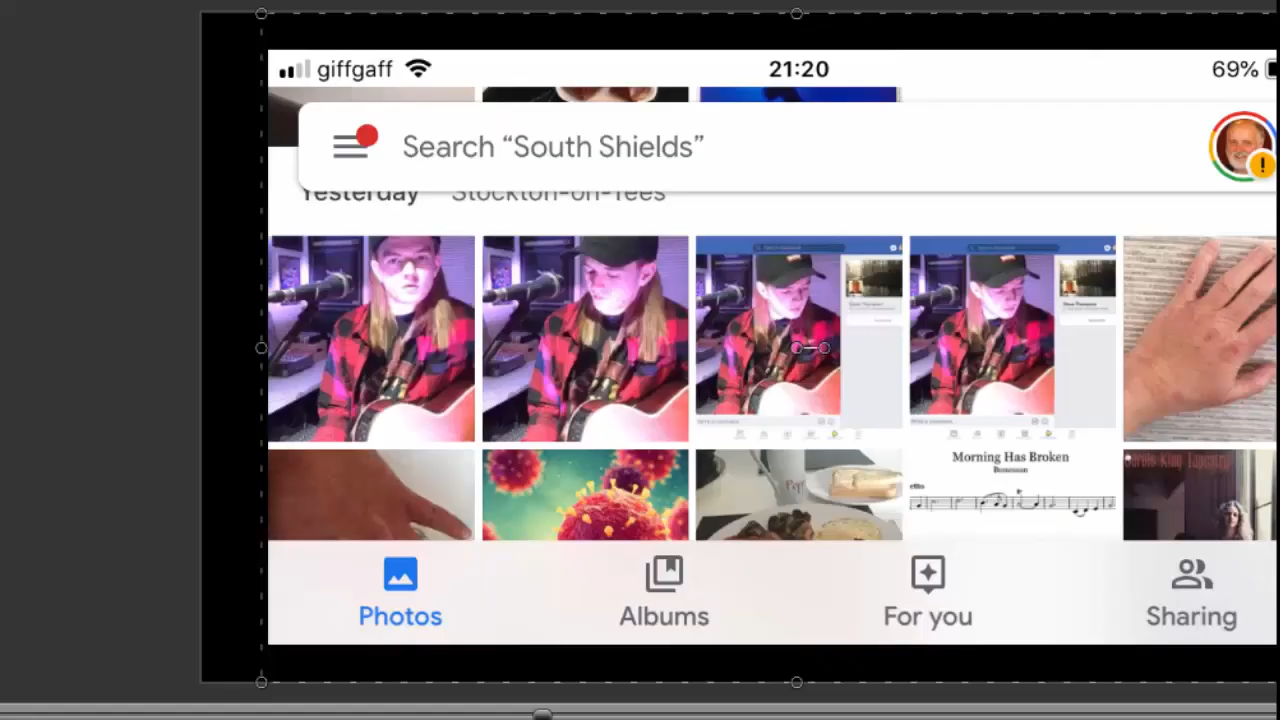 giffgaff 21:20 69%
Search “South Shields”
Yesterday Stockton-on-Tees
Morning Has Broken
Photos Albums For you Sharing